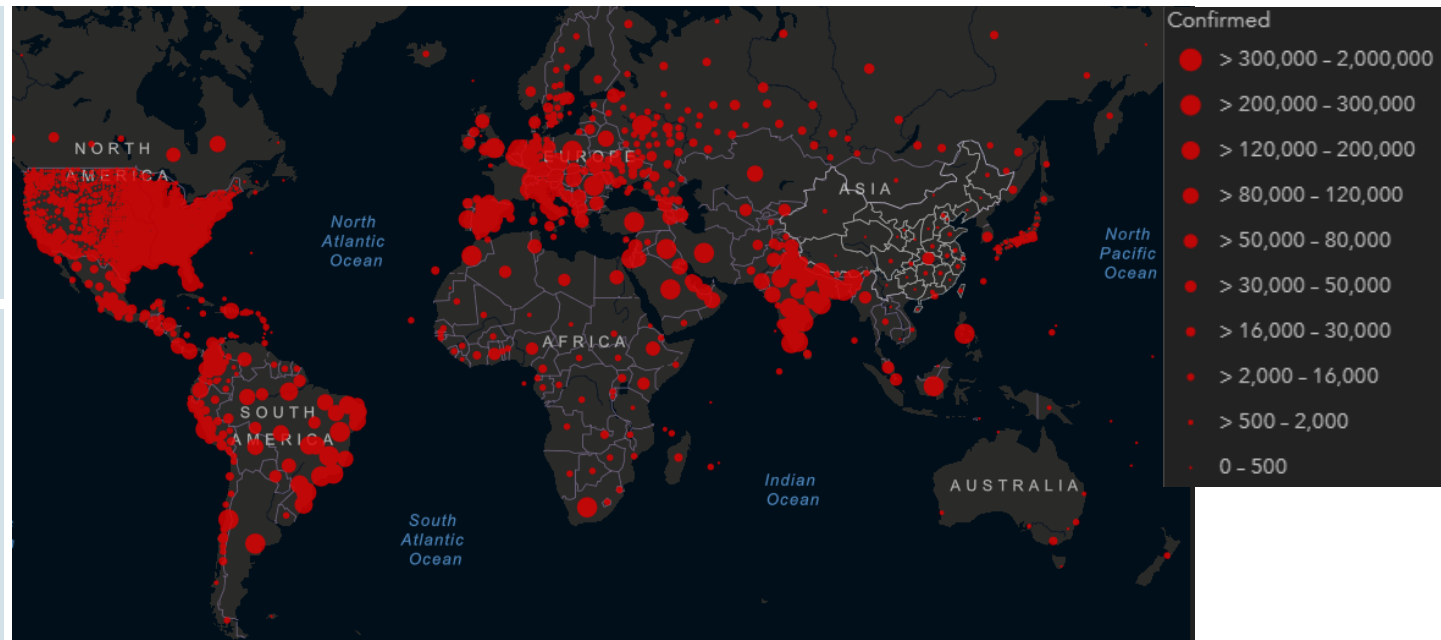 NORTH
AMERICA
North
Atlantic
Ocean
EUROPE
ASIA
North
Pacific
Ocean
AFRICA
SOUTH
AMERICA
Indian
Ocean
AUSTRALIA
South
Atlantic
Ocean
Confirmed
> 300,000 – 2,000,000
> 200,000 – 300,000
> 120,000 – 200,000
> 80,000 – 120,000
> 50,000 – 80,000
> 30,000 – 50,000
> 16,000 – 30,000
> 2,000 – 16,000
> 500 – 2,000
0 – 500